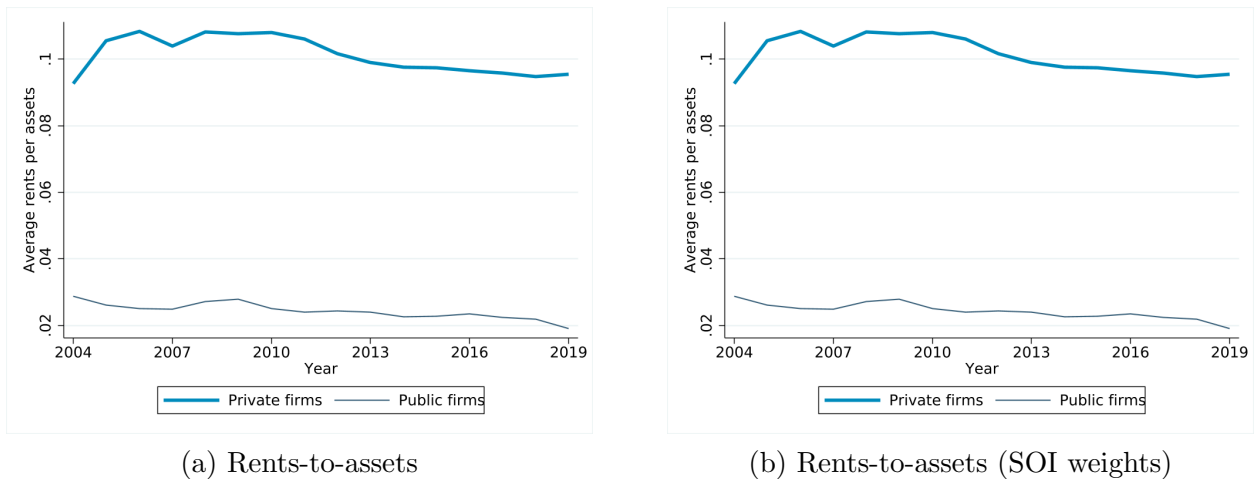 Average rents per assets
.1
.08
.06
.04
.02
2004 2007 2010 2013 2016 2019
Year
Private firms Public firms
(a) Rents-to-assets
Average rents per assets
.1
.08
.06
.04
.02
2004 2007 2010 2013 2016 2019
Year
Private firms Public firms
(b) Rents-to-assets (SOI weights)